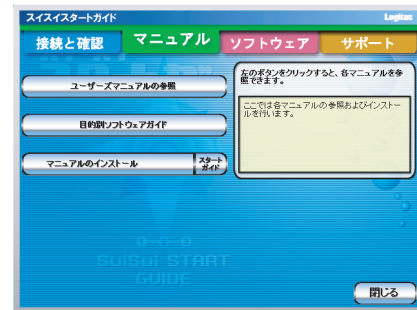 スイスイスタートガイド
Logitec
接続と確認
マニュアル
ソフトウェア
サポート
ユーザーズマニュアルの参照
目的別ソフトウェアガイド
マニュアルのインストール
スタート
ガイド
左のボタンをクリックすると、各マニュアルを参
照できます。
ここでは各マニュアルの参照およびインストー
ルを行います。
SuiSui START
GUIDE
閉じる